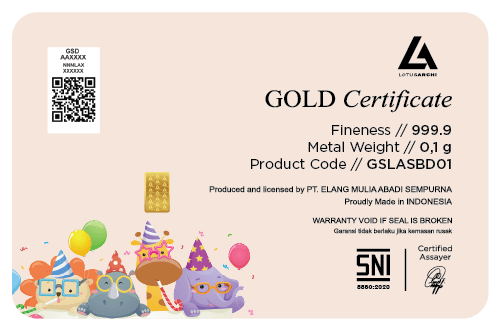 GSD
AAXXXX
NNNLAX
XXXXXX
LOTUSARCHI
GOLD Certificate
Fineness // 999.9
Metal Weight // 0,1 g
Product Code // GSLASBD01
Produced and licensed by PT. ELANG MULIA ABADI SEMPURNA
Proudly Made in INDONESIA
WARRANTY VOID IF SEAL IS BROKEN
Garansi tidak berlaku jika kemasan rusak
SNI
8880:2020
Certified
Assayer